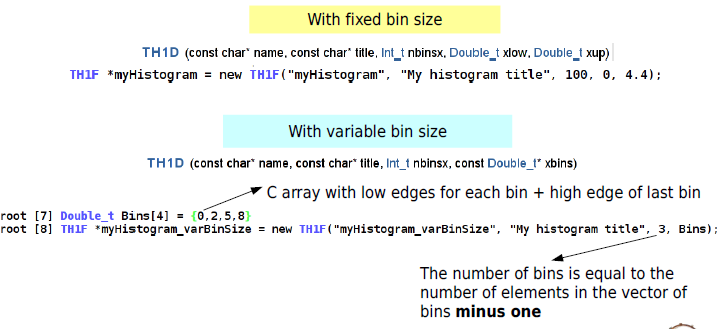 With fixed bin size
TH1D (const char* name, const char* title, Int_t nbinsx, Double_t xlow, Double_t xup)
TH1F *myHistogram = new TH1F("myHistogram", "My histogram title", 100, 0, 4.4);
With variable bin size
TH1D (const char* name, const char* title, Int_t nbinsx, const Double_t* xbins)
C array with low edges for each bin + high edge of last bin
root [7] Double_t Bins[4] = {0,2,5,8}
root [8] TH1F *myHistogram_varBinSize = new TH1F("myHistogram_varBinSize", "My histogram title", 3, Bins);
The number of bins is equal to the
number of elements in the vector of
bins minus one